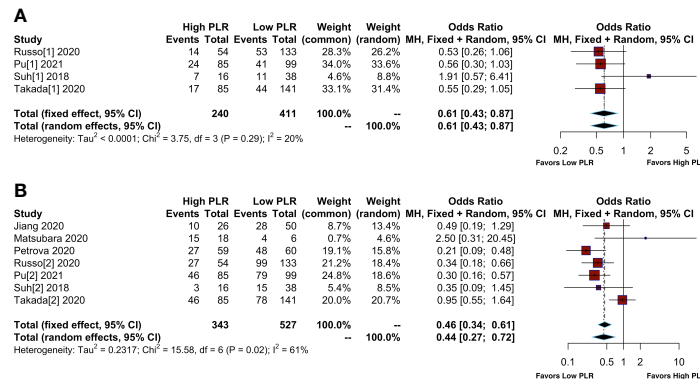 A
High PLR Low PLR Weight Weight Odds Ratio Odds Ratio
Study Events Total Events Total (common) (random) MH, Fixed + Random, 95% CI MH, Fixed + Random, 95% CI
Russo[1] 2020 14 54 53 133 28.3% 26.2% 0.53 [0.26; 1.06]
Pu[1] 2021 24 85 41 99 34.0% 33.6% 0.56 [0.30; 1.03]
Suh[1] 2018 7 16 11 38 4.6% 8.8% 1.91 [0.57; 6.41]
Takada[1] 2020 17 85 44 141 33.1% 31.4% 0.55 [0.29; 1.05]
Total (fixed effect, 95% CI) 240 411 100.0% -- 0.61 [0.43; 0.87]
Total (random effects, 95% CI) -- 100.0% 0.61 [0.43; 0.87]
Heterogeneity: Tau² < 0.0001; Chi² = 3.75, df = 3 (P = 0.29); I² = 20%
0.2 0.5 1 2 5
Favors Low PLR Favors High PL
B
High PLR Low PLR Weight Weight Odds Ratio Odds Ratio
Study Events Total Events Total (common) (random) MH, Fixed + Random, 95% CI MH, Fixed + Random, 95% CI
Jiang 2020 10 26 28 50 8.7% 13.4% 0.49 [0.19; 1.29]
Matsubara 2020 15 18 4 6 0.7% 4.6% 2.50 [0.31; 20.45]
Petrova 2020 27 59 48 60 19.1% 15.6% 0.21 [0.09; 0.48]
Russo[2] 2020 27 54 99 133 21.2% 18.4% 0.34 [0.18; 0.66]
Pu[2] 2021 46 85 79 99 24.8% 18.8% 0.30 [0.16; 0.57]
Suh[2] 2018 3 16 15 38 5.4% 8.5% 0.35 [0.09; 1.45]
Takada[2] 2020 46 85 78 141 20.0% 20.7% 0.95 [0.55; 1.64]
Total (fixed effect, 95% CI) 343 527 100.0% -- 0.46 [0.34; 0.61]
Total (random effects, 95% CI) -- 100.0% 0.44 [0.27; 0.72]
Heterogeneity: Tau² = 0.2317; Chi² = 15.58, df = 6 (P = 0.02); I² = 61%
0.1 0.5 1 2 10
Favors Low PLR Favors High PL